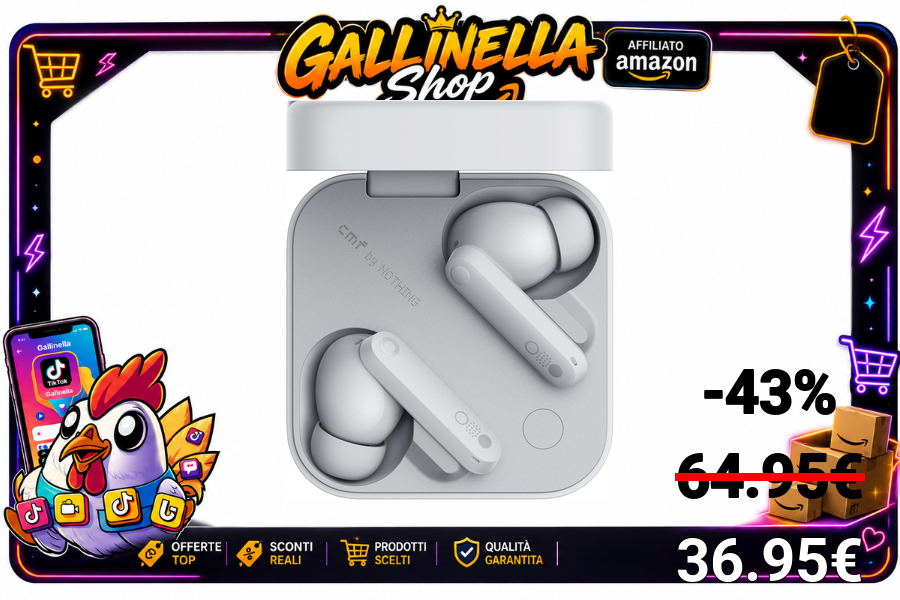 GALLINELLA
Shop
AFFILIATO
amazon
cmf by NOTHING
Gallinella
TikTok
Gallinella
-43%
64.95€
36.95€
OFFERTE
TOP
SCONTI
REALI
PRODOTTI
SCELTI
QUALITÀ
GARANTITA